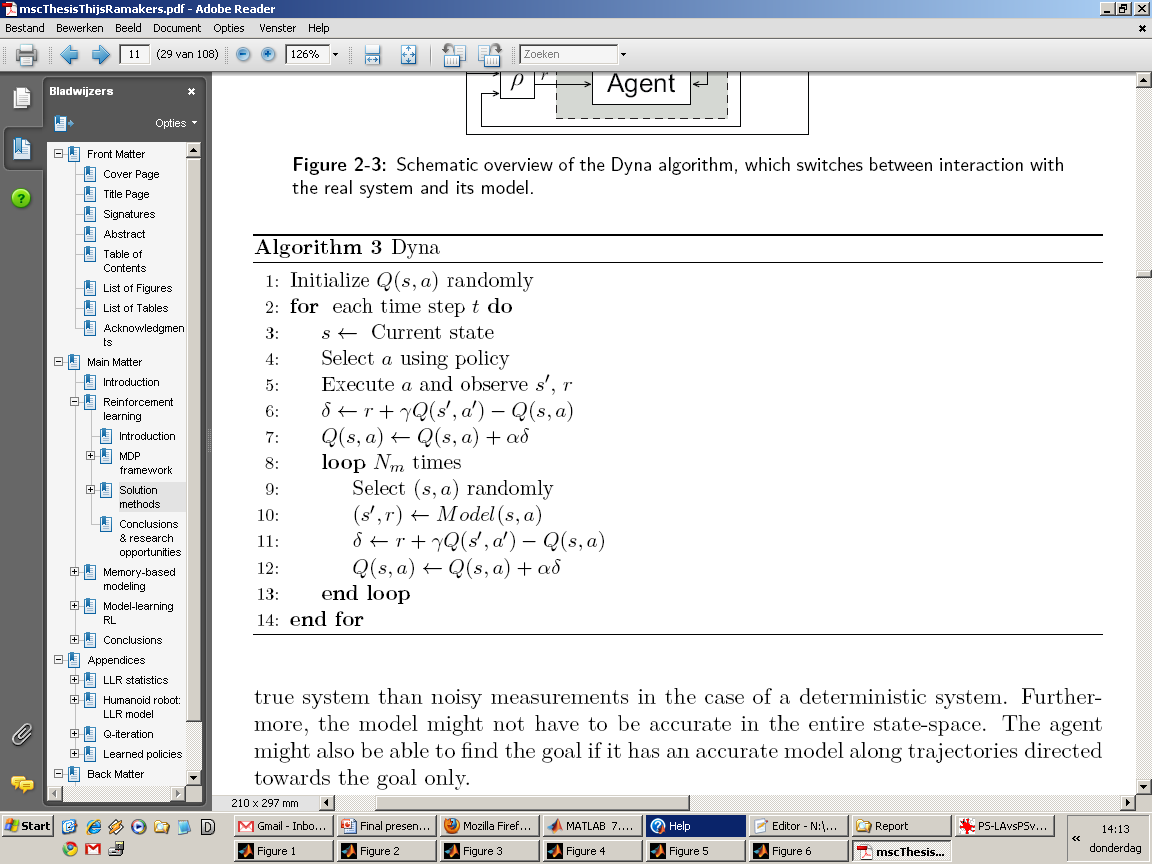 mscThesisThijsRamakers.pdf - Adobe Reader
Bestand Bewerken Beeld Document Opties Venster Help
11 (29 van 108) 126% Zoeken
Bladwijzers
Opties
Front Matter
Cover Page
Title Page
Signatures
Abstract
Table of
Contents
List of Figures
List of Tables
Acknowledgmen
ts
Main Matter
Introduction
Reinforcement
learning
Introduction
MDP
framework
Solution
methods
Conclusions
& research
opportunities
Memory-based
modeling
Model-learning
RL
Conclusions
Appendices
LLR statistics
Humanoid robot:
LLR model
Q-iteration
Learned policies
Back Matter
ρ r Agent
Figure 2-3: Schematic overview of the Dyna algorithm, which switches between interaction with
the real system and its model.
Algorithm 3 Dyna
1: Initialize Q(s, a) randomly
2: for each time step t do
3: s ← Current state
4: Select a using policy
5: Execute a and observe s′, r
6: δ ← r + γQ(s′, a′) − Q(s, a)
7: Q(s, a) ← Q(s, a) + αδ
8: loop Nm times
9: Select (s, a) randomly
10: (s′, r) ← Model(s, a)
11: δ ← r + γQ(s′, a′) − Q(s, a)
12: Q(s, a) ← Q(s, a) + αδ
13: end loop
14: end for
true system than noisy measurements in the case of a deterministic system. Further-
more, the model might not have to be accurate in the entire state-space. The agent
might also be able to find the goal if it has an accurate model along trajectories directed
towards the goal only.
210 x 297 mm
Start Gmail - Inbo... Final presen... Mozilla Firef... MATLAB 7.... Help Editor - N:\... Report PS-LAvsPSv... « 14:13
Figure 1 Figure 2 Figure 3 Figure 4 Figure 5 Figure 6 mscThesis... donderdag